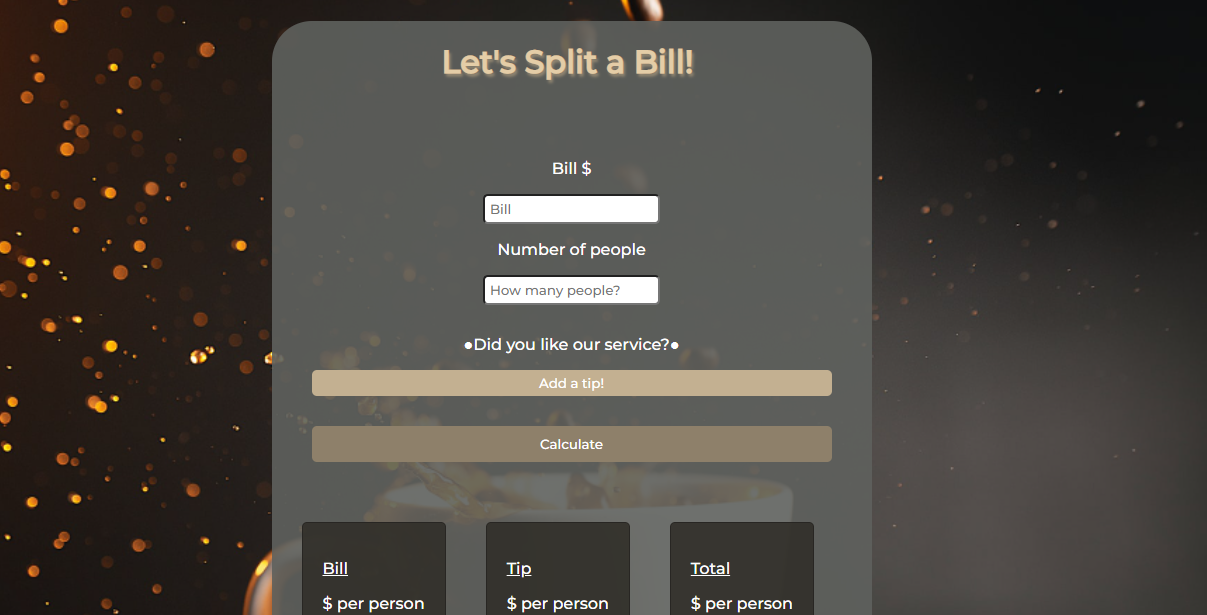 Let's Split a Bill!
Bill $
Bill
Number of people
How many people?
●Did you like our service?●
Add a tip!
Calculate
Bill
Tip
Total
$ per person
$ per person
$ per person